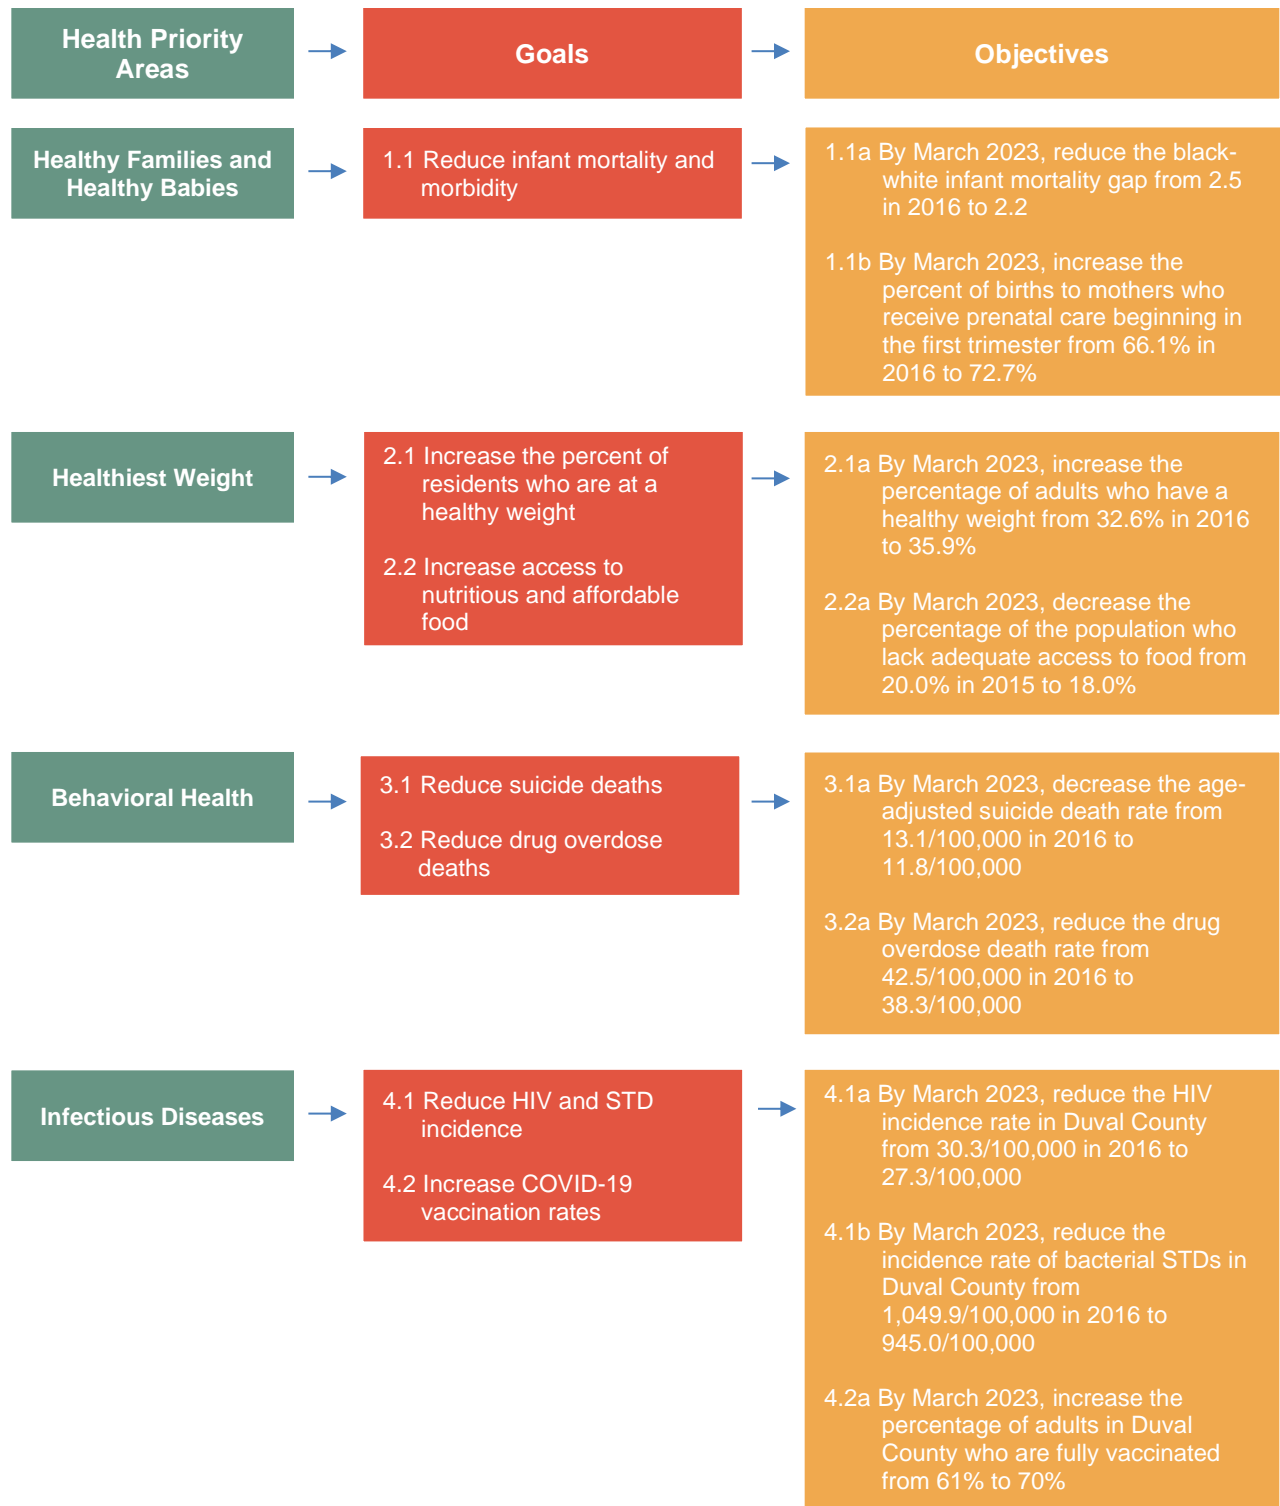 Health Priority
Areas
Goals
Objectives
Healthy Families and
Healthy Babies
1.1 Reduce infant mortality and
morbidity
1.1a By March 2023, reduce the black-
white infant mortality gap from 2.5
in 2016 to 2.2
1.1b By March 2023, increase the
percent of births to mothers who
receive prenatal care beginning in
the first trimester from 66.1% in
2016 to 72.7%
Healthiest Weight
2.1 Increase the percent of
residents who are at a
healthy weight
2.2 Increase access to
nutritious and affordable
food
2.1a By March 2023, increase the
percentage of adults who have a
healthy weight from 32.6% in 2016
to 35.9%
2.2a By March 2023, decrease the
percentage of the population who
lack adequate access to food from
20.0% in 2015 to 18.0%
Behavioral Health
3.1 Reduce suicide deaths
3.2 Reduce drug overdose
deaths
3.1a By March 2023, decrease the age-
adjusted suicide death rate from
13.1/100,000 in 2016 to
11.8/100,000
3.2a By March 2023, reduce the drug
overdose death rate from
42.5/100,000 in 2016 to
38.3/100,000
Infectious Diseases
4.1 Reduce HIV and STD
incidence
4.2 Increase COVID-19
vaccination rates
4.1a By March 2023, reduce the HIV
incidence rate in Duval County
from 30.3/100,000 in 2016 to
27.3/100,000
4.1b By March 2023, reduce the
incidence rate of bacterial STDs in
Duval County from
1,049.9/100,000 in 2016 to
945.0/100,000
4.2a By March 2023, increase the
percentage of adults in Duval
County who are fully vaccinated
from 61% to 70%